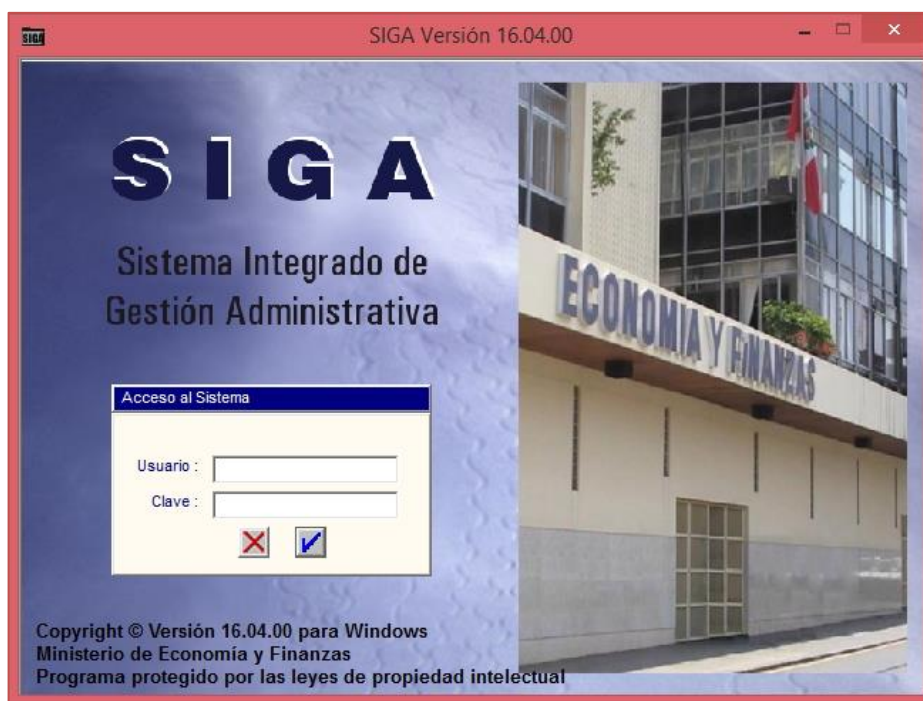 SIGA
SIGA Versión 16.04.00
S I G A
Sistema Integrado de
Gestión Administrativa
ECONOMIA Y FINANZAS
Acceso al Sistema
Usuario :
Clave :
Copyright © Versión 16.04.00 para Windows
Ministerio de Economía y Finanzas
Programa protegido por las leyes de propiedad intelectual